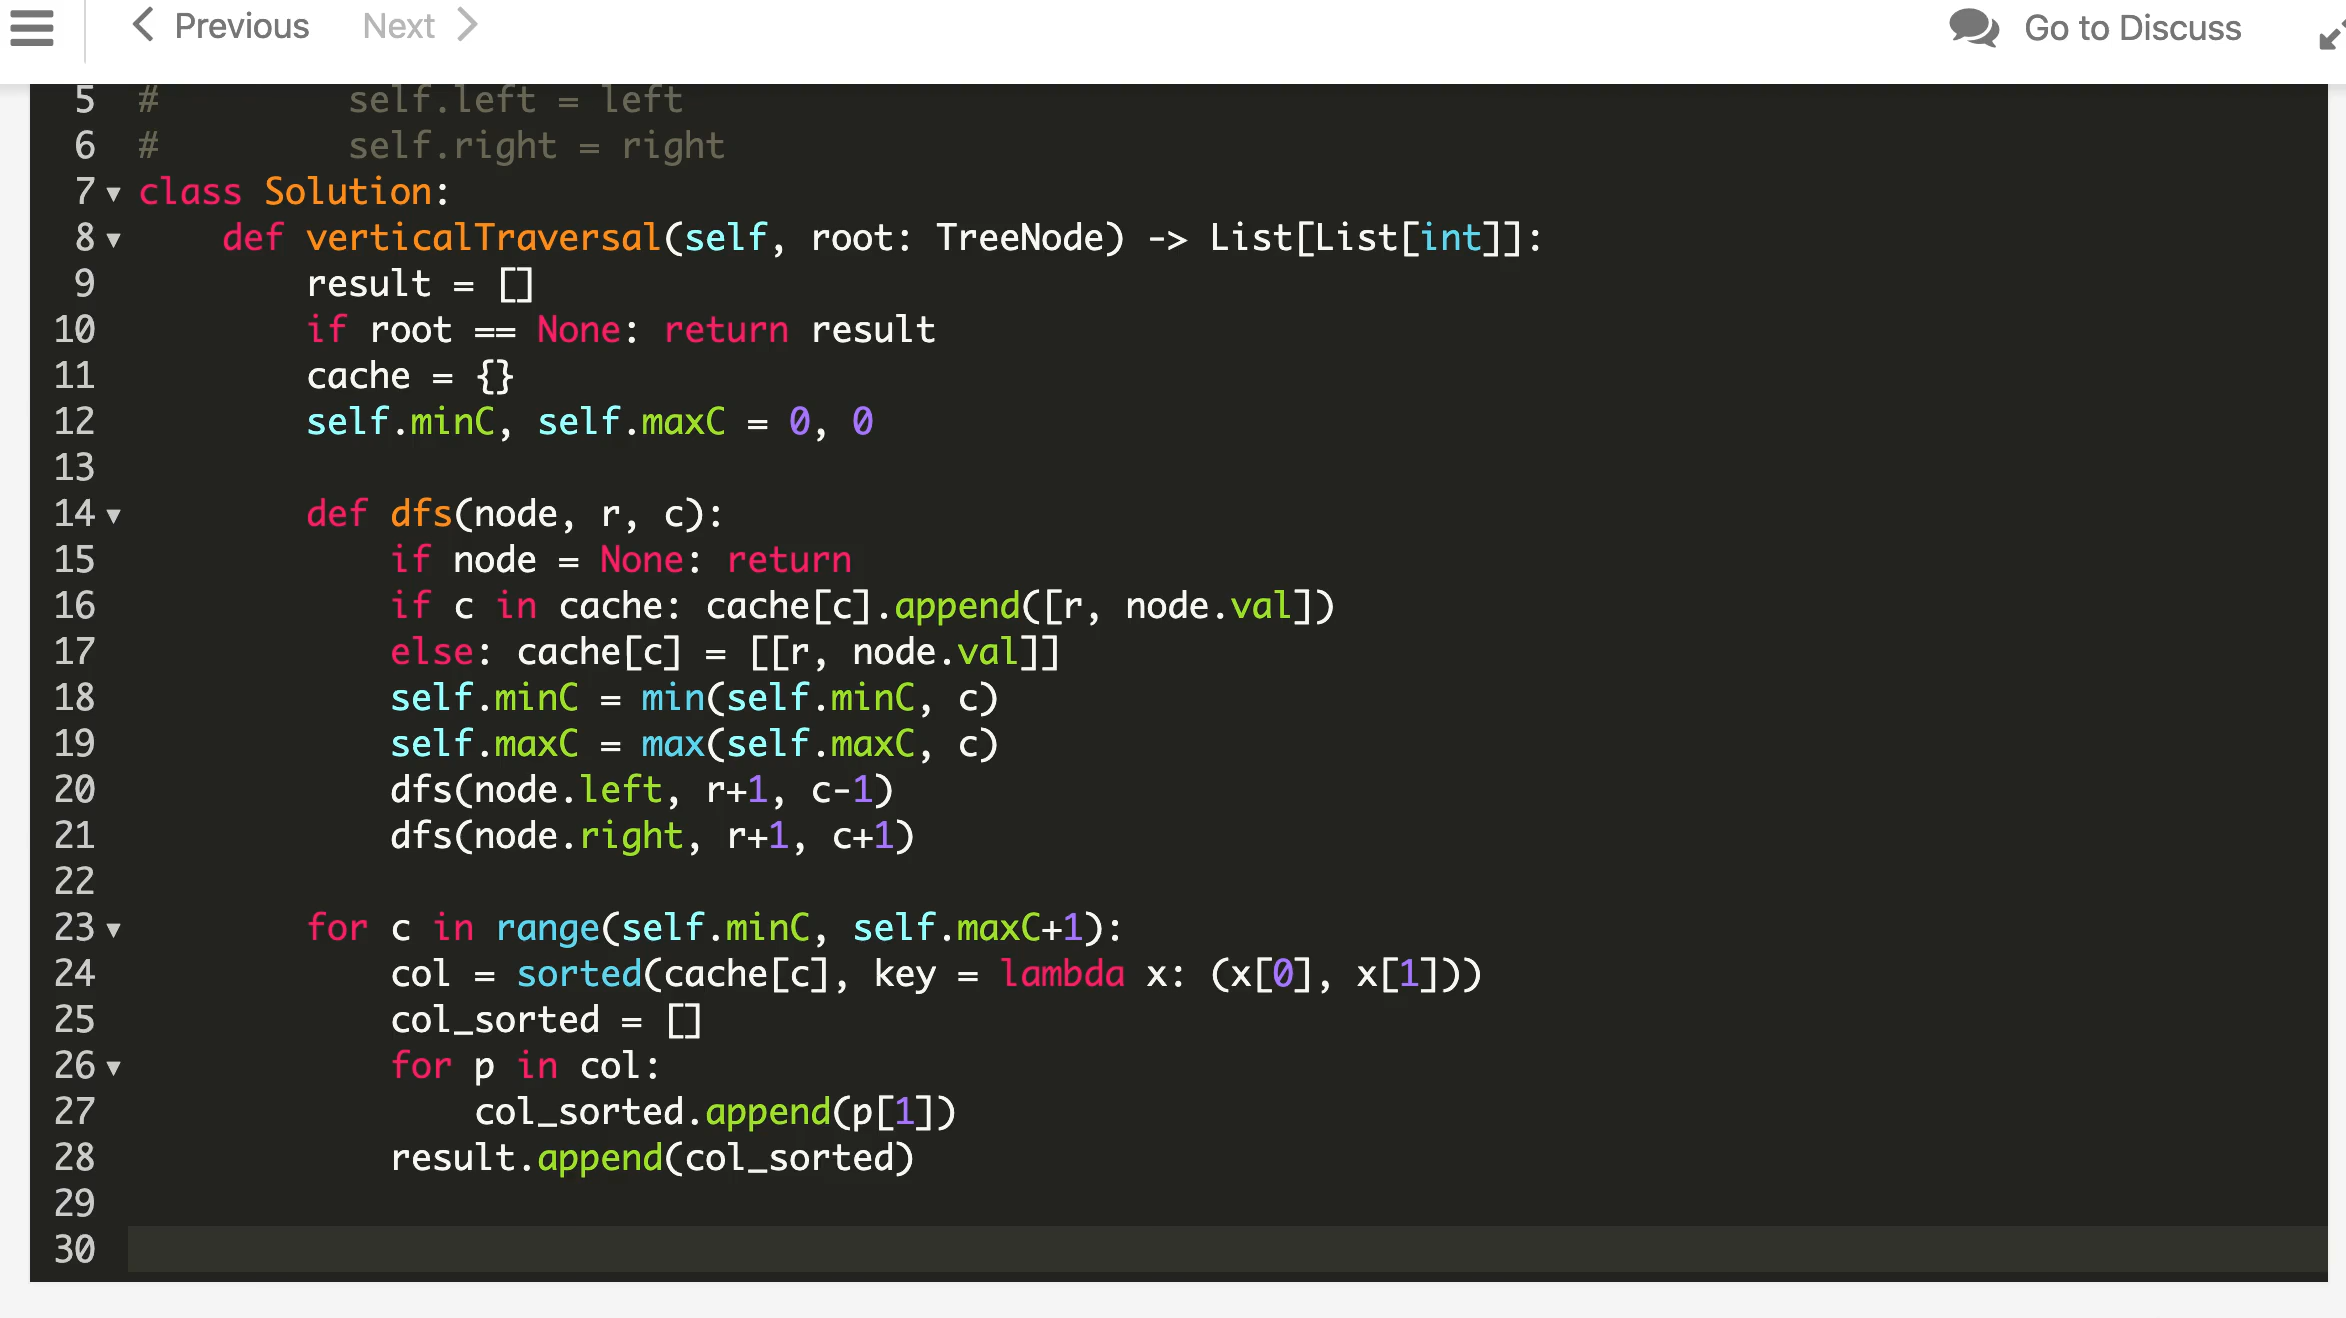 Previous Next Go to Discuss
5 # self.left = left
6 # self.right = right
7 class Solution:
8 def verticalTraversal(self, root: TreeNode) -> List[List[int]]:
9 result = []
10 if root == None: return result
11 cache = {}
12 self.minC, self.maxC = 0, 0
13
14 def dfs(node, r, c):
15 if node = None: return
16 if c in cache: cache[c].append([r, node.val])
17 else: cache[c] = [[r, node.val]]
18 self.minC = min(self.minC, c)
19 self.maxC = max(self.maxC, c)
20 dfs(node.left, r+1, c-1)
21 dfs(node.right, r+1, c+1)
22
23 for c in range(self.minC, self.maxC+1):
24 col = sorted(cache[c], key = lambda x: (x[0], x[1]))
25 col_sorted = []
26 for p in col:
27 col_sorted.append(p[1])
28 result.append(col_sorted)
29
30